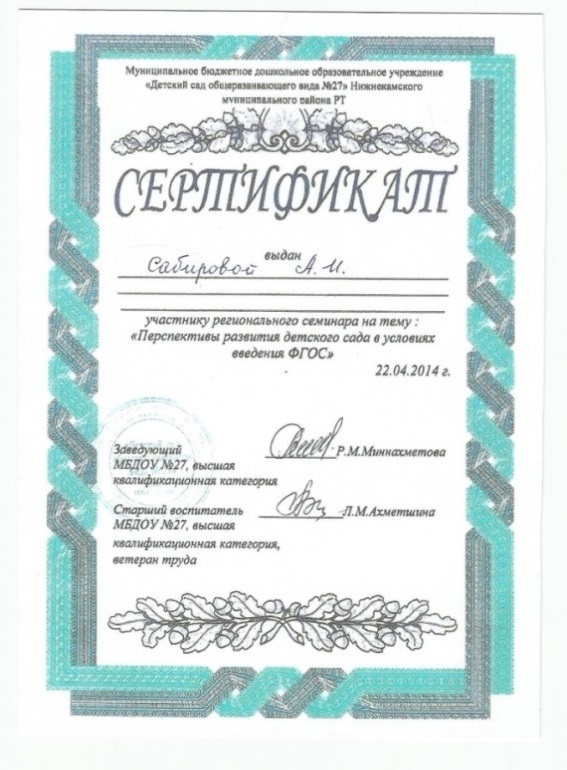 Муниципальное бюджетное дошкольное образовательное учреждение
«Детский сад общеразвивающего вида №27» Нижнекамского
муниципального района РТ
СЕРТИФИКАТ
выдан
Сабировой А.И.
участнику регионального семинара на тему :
«Перспективы развития детского сада в условиях
введения ФГОС»
22.04.2014 г.
Заведующий Р.М.Миннахметова
МБДОУ №27, высшая
квалификационная категория
Старший воспитатель Л.М.Ахметшина
МБДОУ №27, высшая
квалификационная категория,
ветеран труда